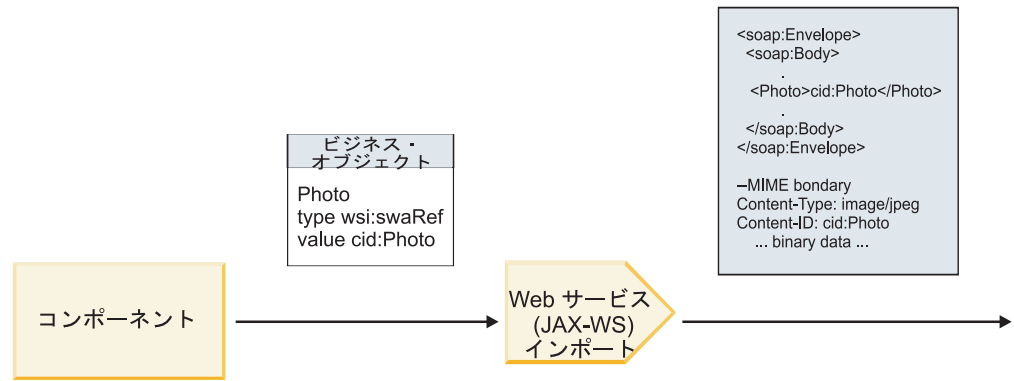 <soap:Envelope>
<soap:Body>
.
<Photo>cid:Photo</Photo>
.
</soap:Body>
</soap:Envelope>
–MIME bondary
Content-Type: image/jpeg
Content-ID: cid:Photo
... binary data ...
ビジネス・
オブジェクト
Photo
type wsi:swaRef
value cid:Photo
コンポーネント
Web サービス
(JAX-WS)
インポート